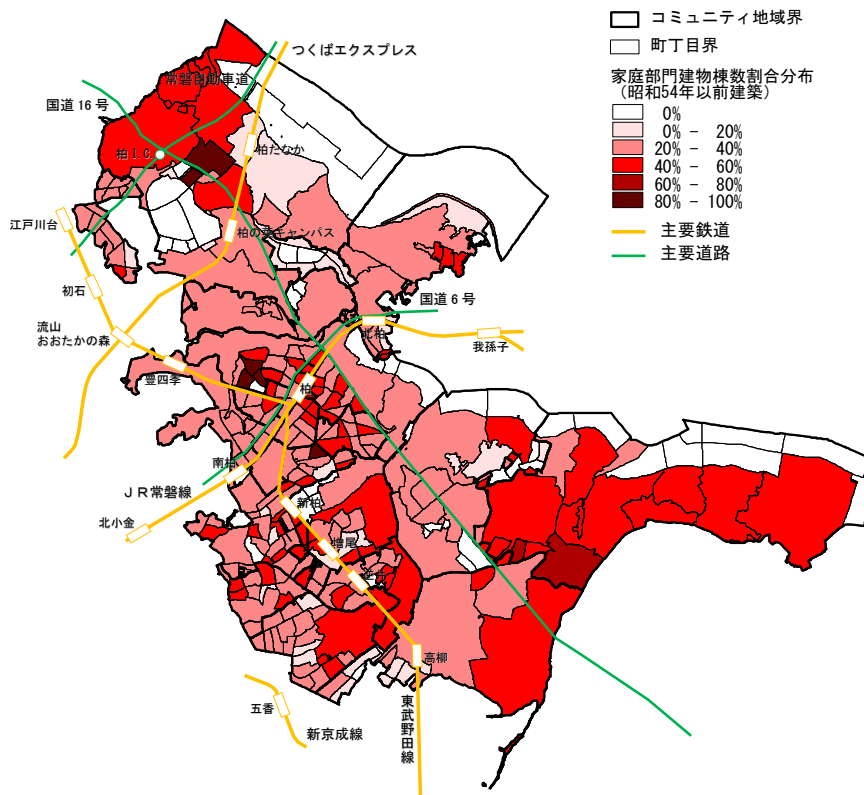 コミュニティ地域界
町丁目界
家庭部門建物棟数割合分布
（昭和54年以前建築）
0%
0% - 20%
20% - 40%
40% - 60%
60% - 80%
80% - 100%
主要鉄道
主要道路
つくばエクスプレス
常磐自動車道
国道16号
柏I.C.
柏たなか
江戸川台
柏の葉キャンパス
初石
国道6号
流山
おおたかの森
北柏
我孫子
豊四季
柏
南柏
JR常磐線
新柏
北小金
増尾
逆井
高柳
五香
新京成線
東武野田線